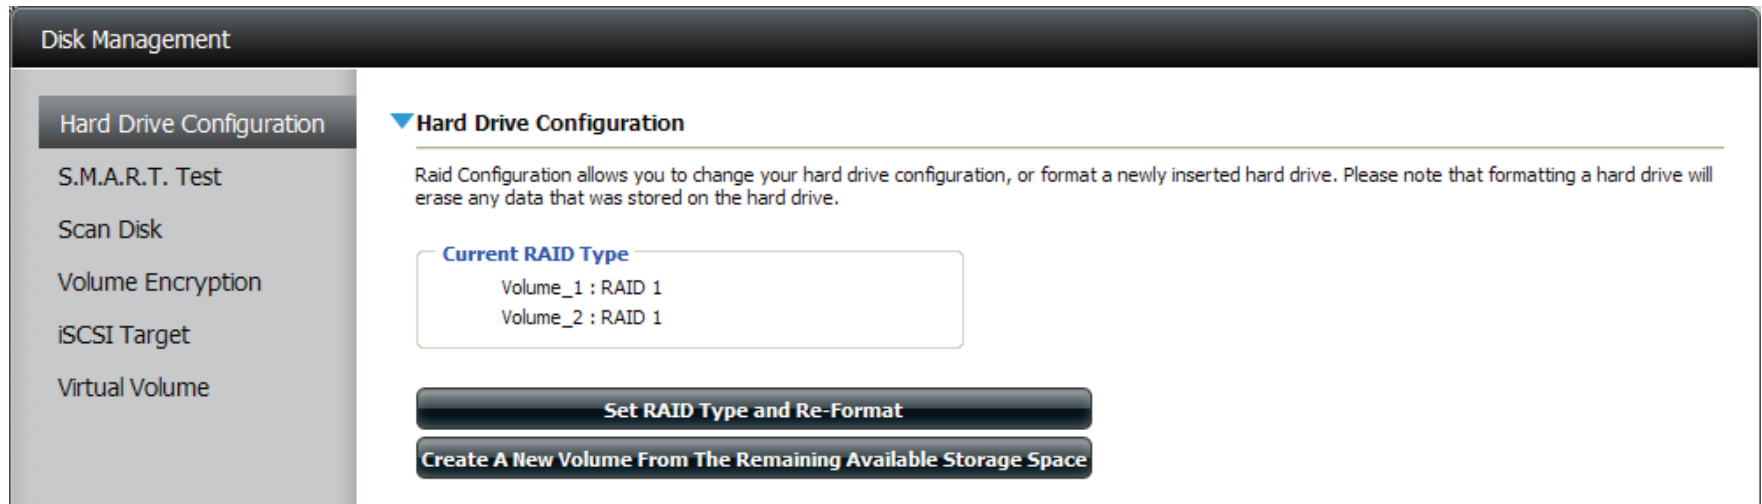 Disk Management
Hard Drive Configuration
S.M.A.R.T. Test
Scan Disk
Volume Encryption
iSCSI Target
Virtual Volume
Hard Drive Configuration
Raid Configuration allows you to change your hard drive configuration, or format a newly inserted hard drive. Please note that formatting a hard drive will
erase any data that was stored on the hard drive.
Current RAID Type
Volume_1 : RAID 1
Volume_2 : RAID 1
Set RAID Type and Re-Format
Create A New Volume From The Remaining Available Storage Space